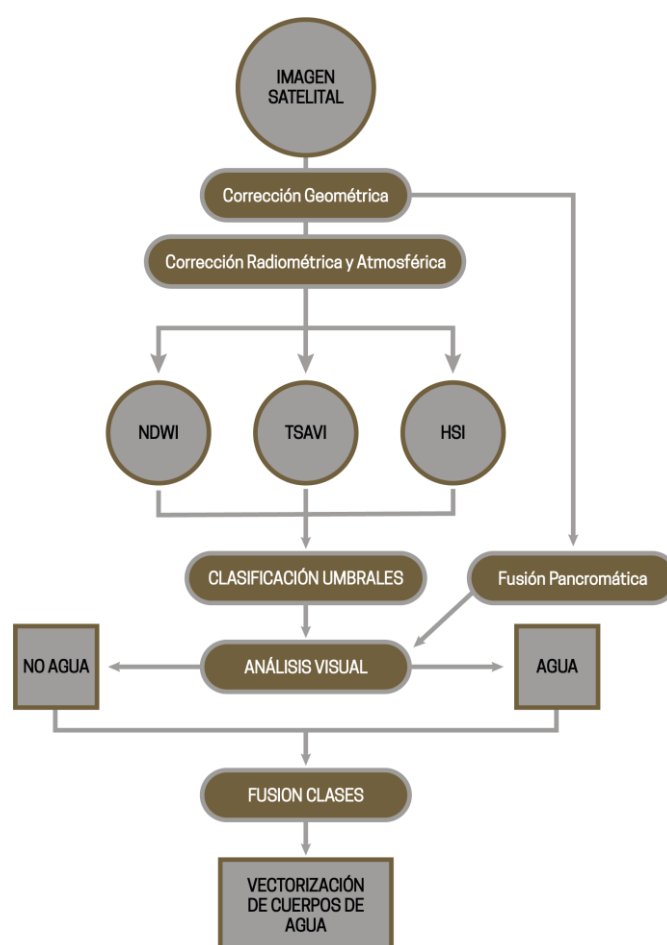 IMAGEN
SATELITAL
Corrección Geométrica
Corrección Radiométrica y Atmosférica
NDWI
TSAVI
HSI
CLASIFICACIÓN UMBRALES
Fusión Pancromática
NO AGUA
ANÁLISIS VISUAL
AGUA
FUSION CLASES
VECTORIZACIÓN
DE CUERPOS DE
AGUA